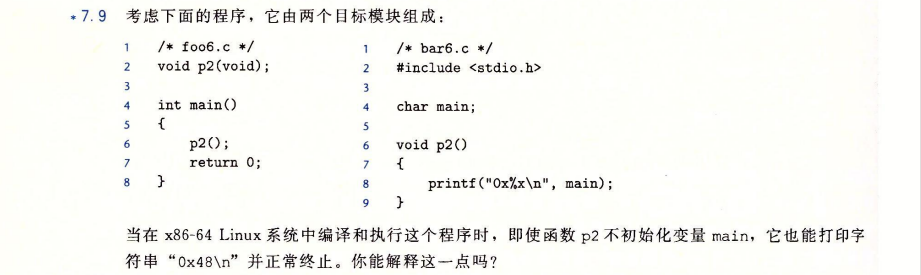 *7.9 考虑下面的程序，它由两个目标模块组成：
1 /* foo6.c */
2 void p2(void);
3
4 int main()
5 {
6 p2();
7 return 0;
8 }
1 /* bar6.c */
2 #include <stdio.h>
3
4 char main;
5
6 void p2()
7 {
8 printf("0x%x\n", main);
9 }
当在 x86-64 Linux 系统中编译和执行这个程序时，即使函数 p2 不初始化变量 main，它也能打印字
符串“0x48\n”并正常终止。你能解释这一点吗？